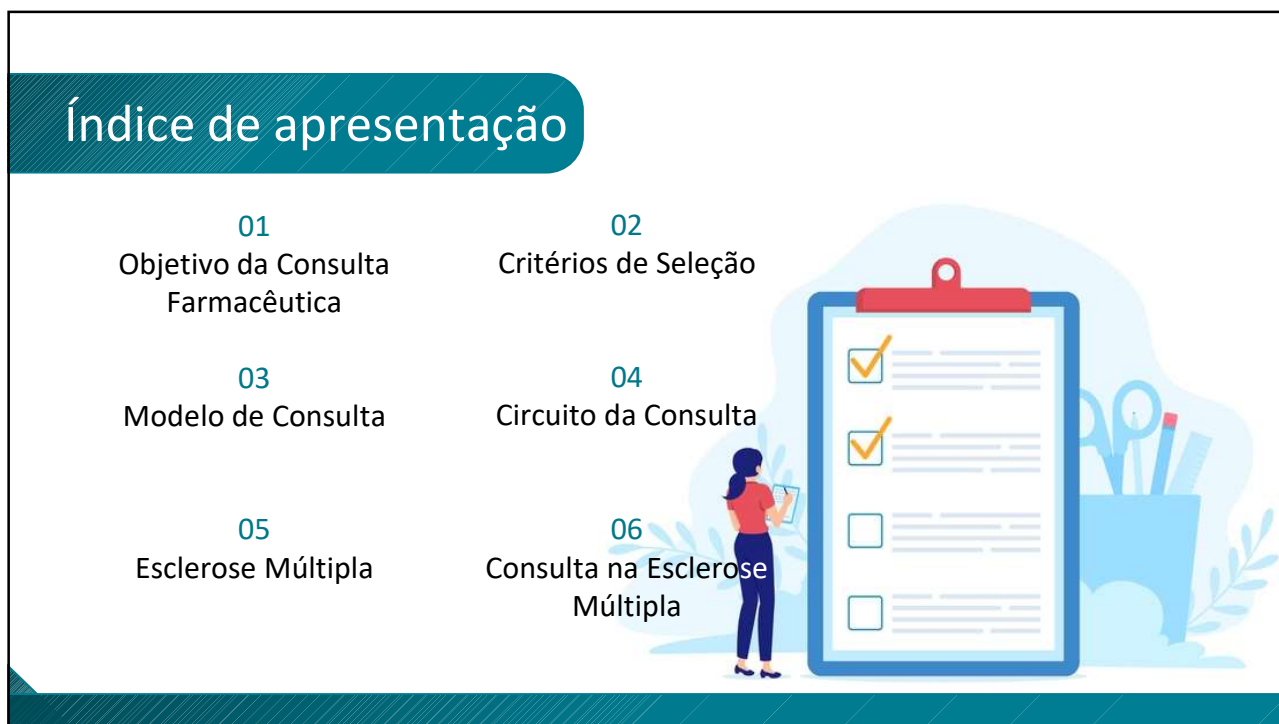 Índice de apresentação
01
Objetivo da Consulta
Farmacêutica
02
Critérios de Seleção
03
Modelo de Consulta
04
Circuito da Consulta
05
Esclerose Múltipla
06
Consulta na Esclerose
Múltipla